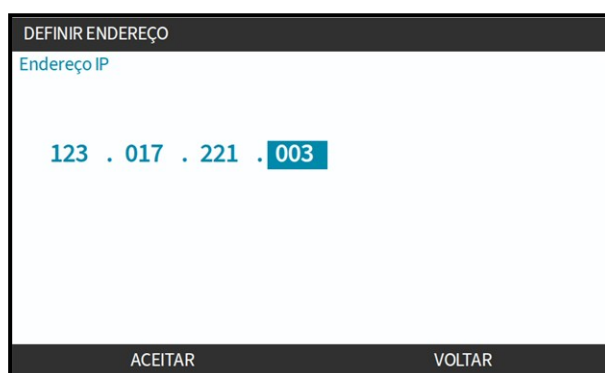 DEFINIR ENDEREÇO
Endereço IP
123 . 017 . 221 . 003
ACEITAR VOLTAR